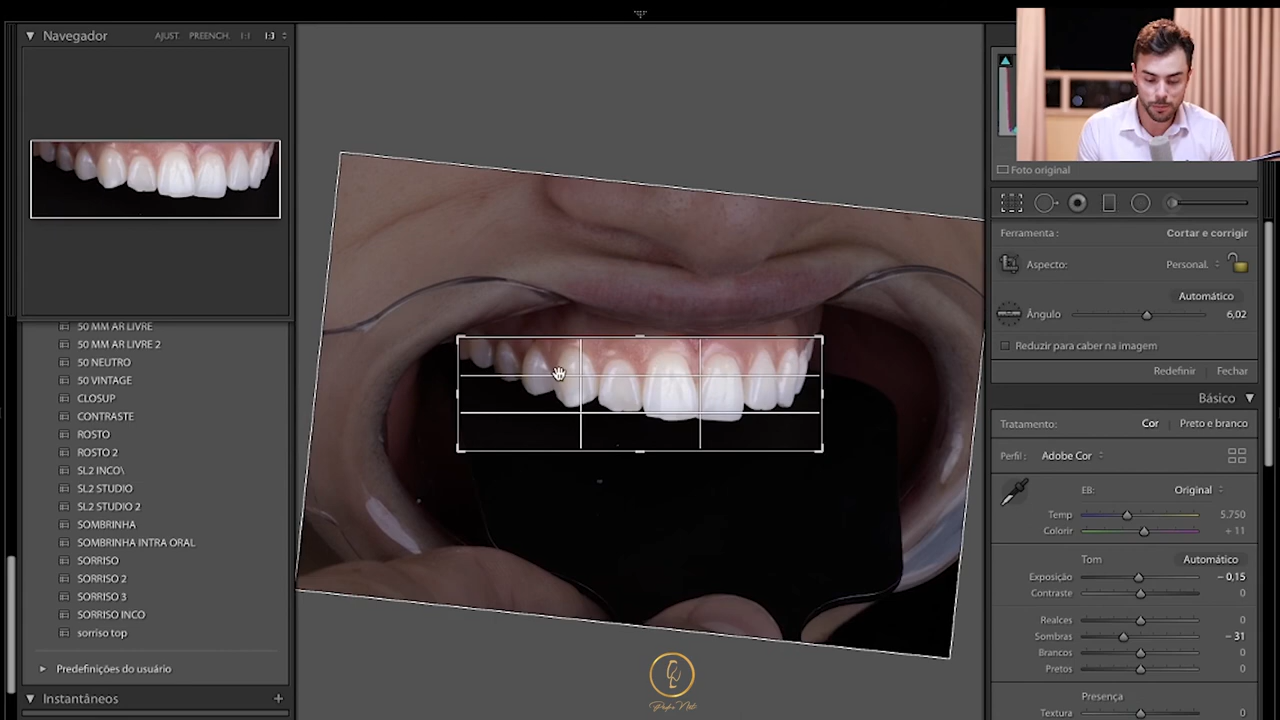 Navegador AJUST. PREENCH. 1:1 1:3
50 MM AR LIVRE
50 MM AR LIVRE 2
50 NEUTRO
50 VINTAGE
CLOSUP
CONTRASTE
ROSTO
ROSTO 2
SL2 INCO\
SL2 STUDIO
SL2 STUDIO 2
SOMBRINHA
SOMBRINHA INTRA ORAL
SORRISO
SORRISO 2
SORRISO 3
SORRISO INCO
sorriso top
Predefinições do usuário
Instantâneos +
Foto original
Ferramenta : Cortar e corrigir
Aspecto: Personal.
Automático
Ângulo 6,02
Reduzir para caber na imagem
Redefinir Fechar
Básico
Tratamento: Cor Preto e branco
Perfil: Adobe Cor
EB: Original
Temp 5.750
Colorir + 11
Tom Automático
Exposição – 0,15
Contraste 0
Realces 0
Sombras – 31
Brancos 0
Pretos 0
Presença
Textura 0